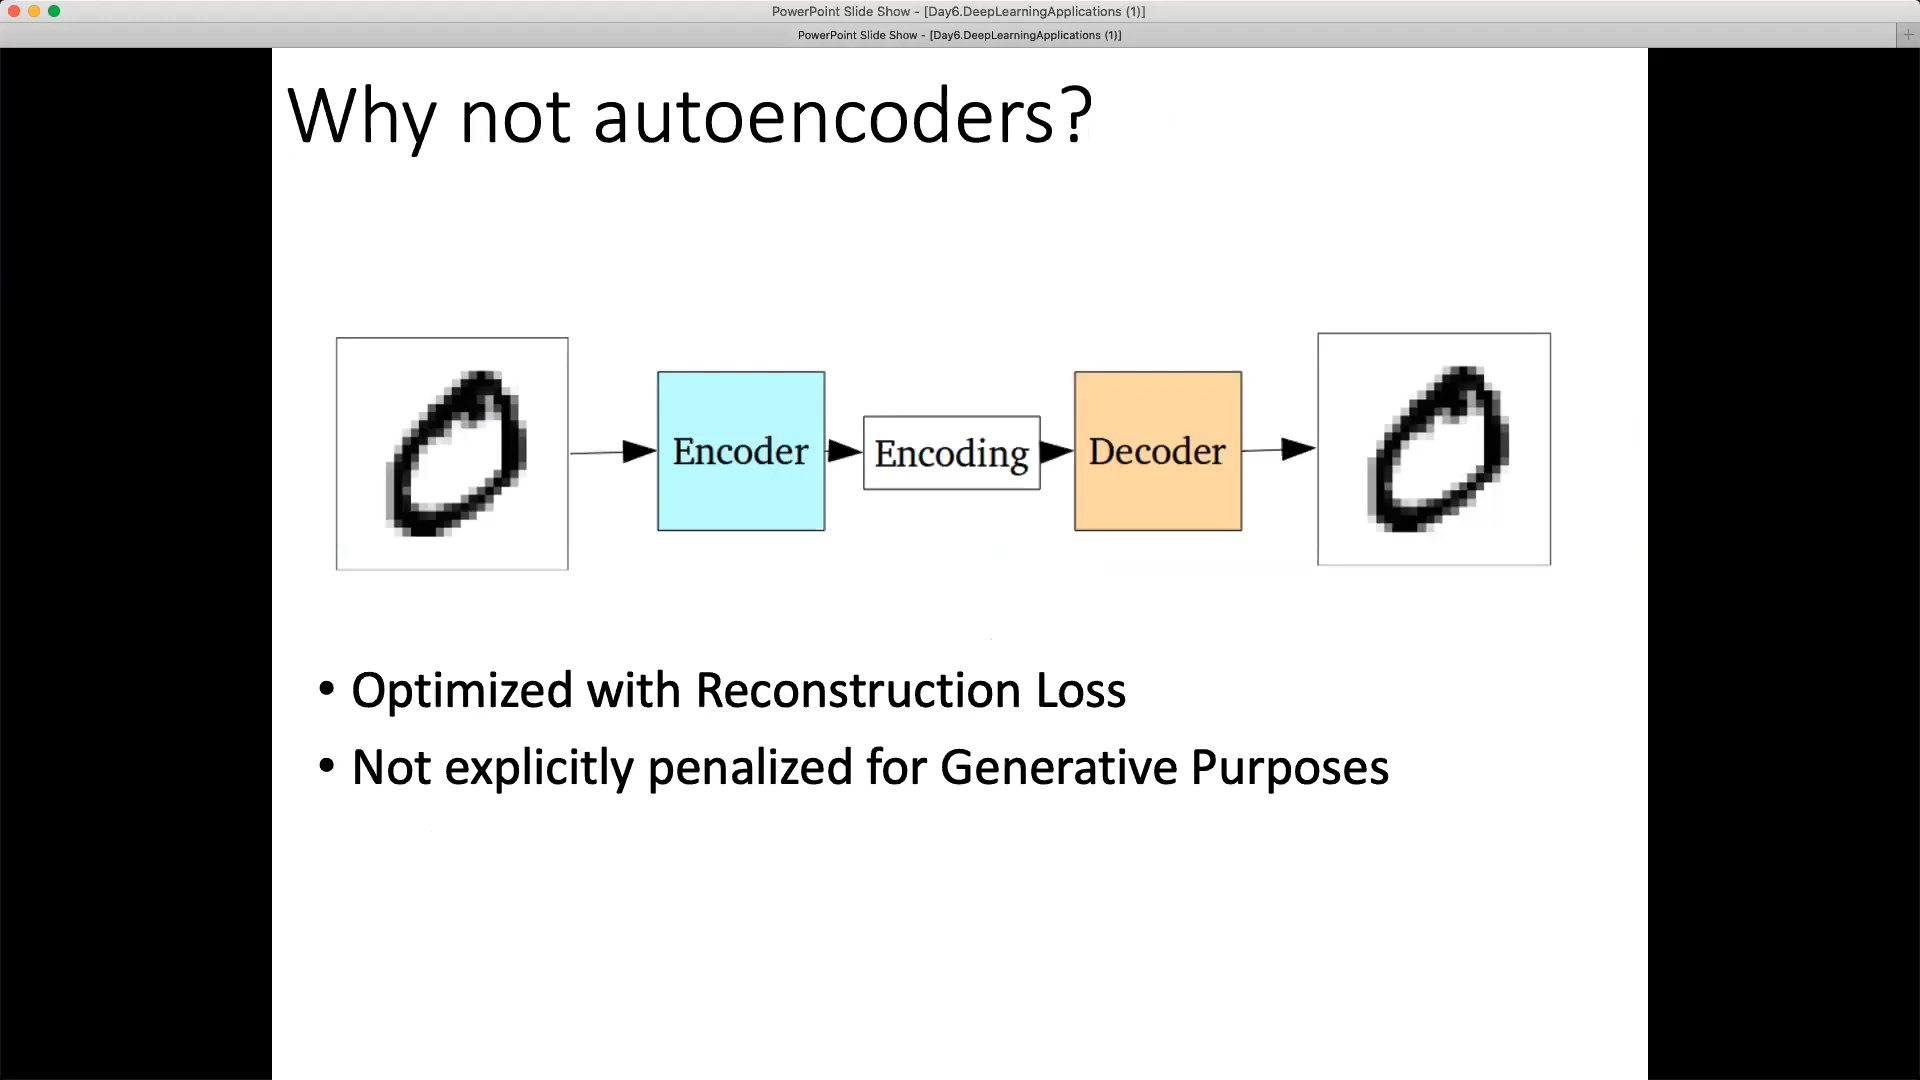 PowerPoint Slide Show - [Day6.DeepLearningApplications (1)]
PowerPoint Slide Show - [Day6.DeepLearningApplications (1)]
Why not autoencoders?
Encoder
Encoding
Decoder
• Optimized with Reconstruction Loss
• Not explicitly penalized for Generative Purposes